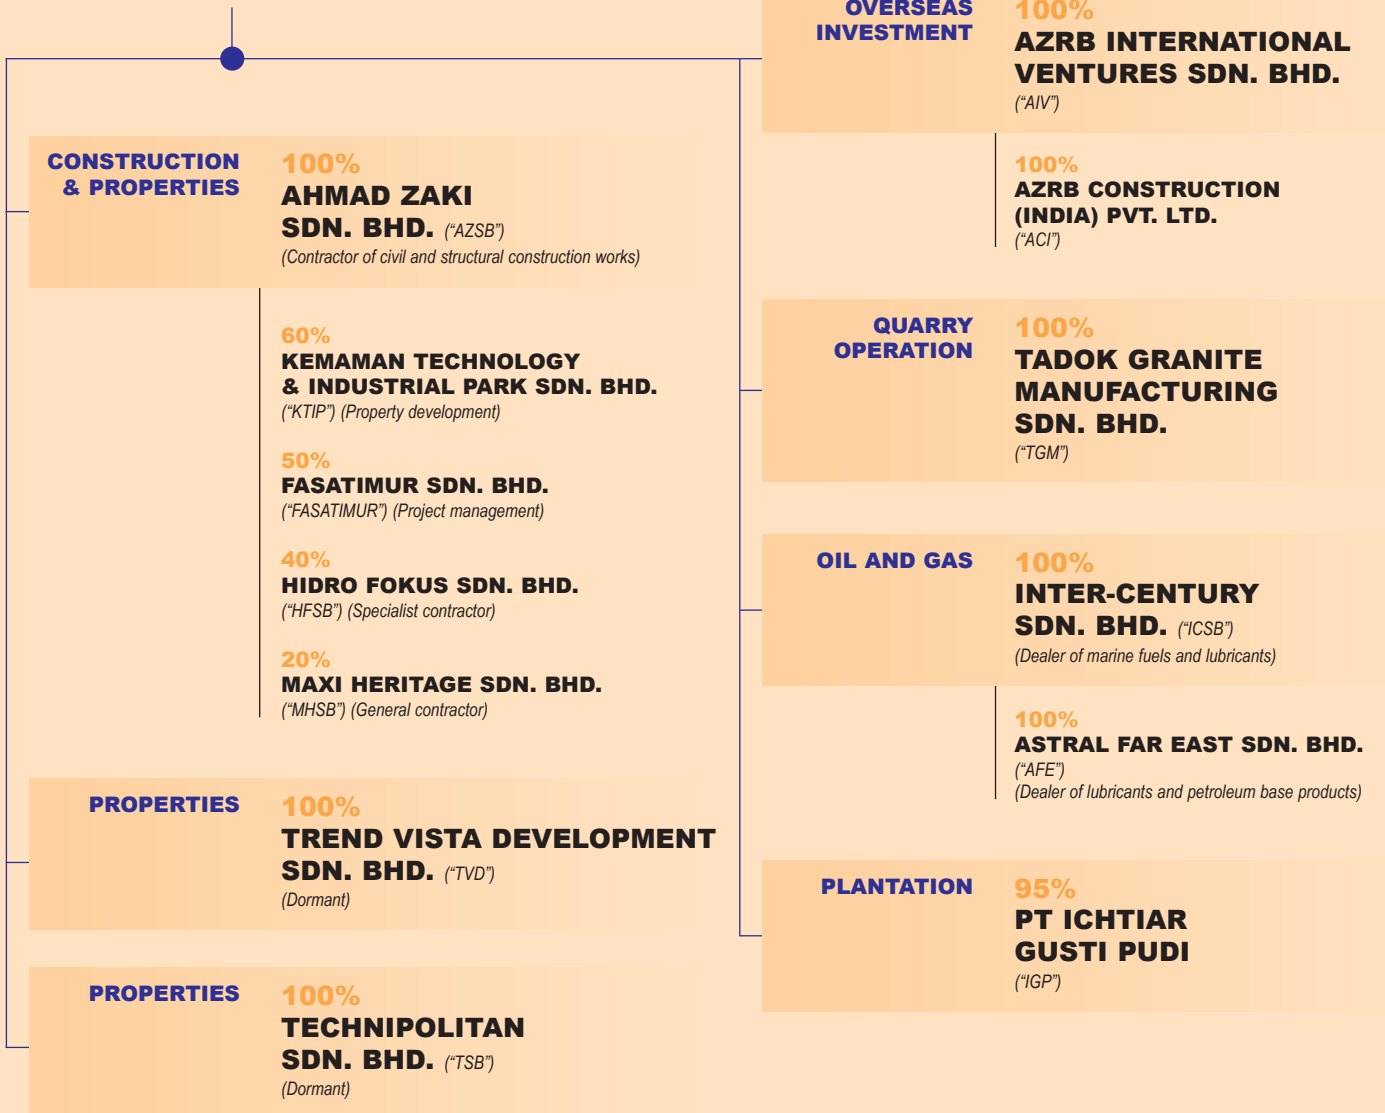 CONSTRUCTION
& PROPERTIES
100%
AHMAD ZAKI
SDN. BHD. (“AZSB”)
(Contractor of civil and structural construction works)
60%
KEMAMAN TECHNOLOGY
& INDUSTRIAL PARK SDN. BHD.
(“KTIP”) (Property development)
50%
FASATIMUR SDN. BHD.
(“FASATIMUR”) (Project management)
40%
HIDRO FOKUS SDN. BHD.
(“HFSB”) (Specialist contractor)
20%
MAXI HERITAGE SDN. BHD.
(“MHSB”) (General contractor)
PROPERTIES
100%
TREND VISTA DEVELOPMENT
SDN. BHD. (“TVD”)
(Dormant)
PROPERTIES
100%
TECHNIPOLITAN
SDN. BHD. (“TSB”)
(Dormant)
OVERSEAS
INVESTMENT
100%
AZRB INTERNATIONAL
VENTURES SDN. BHD.
(“AIV”)
100%
AZRB CONSTRUCTION
(INDIA) PVT. LTD.
(“ACI”)
QUARRY
OPERATION
100%
TADOK GRANITE
MANUFACTURING
SDN. BHD.
(“TGM”)
OIL AND GAS
100%
INTER-CENTURY
SDN. BHD. (“ICSB”)
(Dealer of marine fuels and lubricants)
100%
ASTRAL FAR EAST SDN. BHD.
(“AFE”)
(Dealer of lubricants and petroleum base products)
PLANTATION
95%
PT ICHTIAR
GUSTI PUDI
(“IGP”)